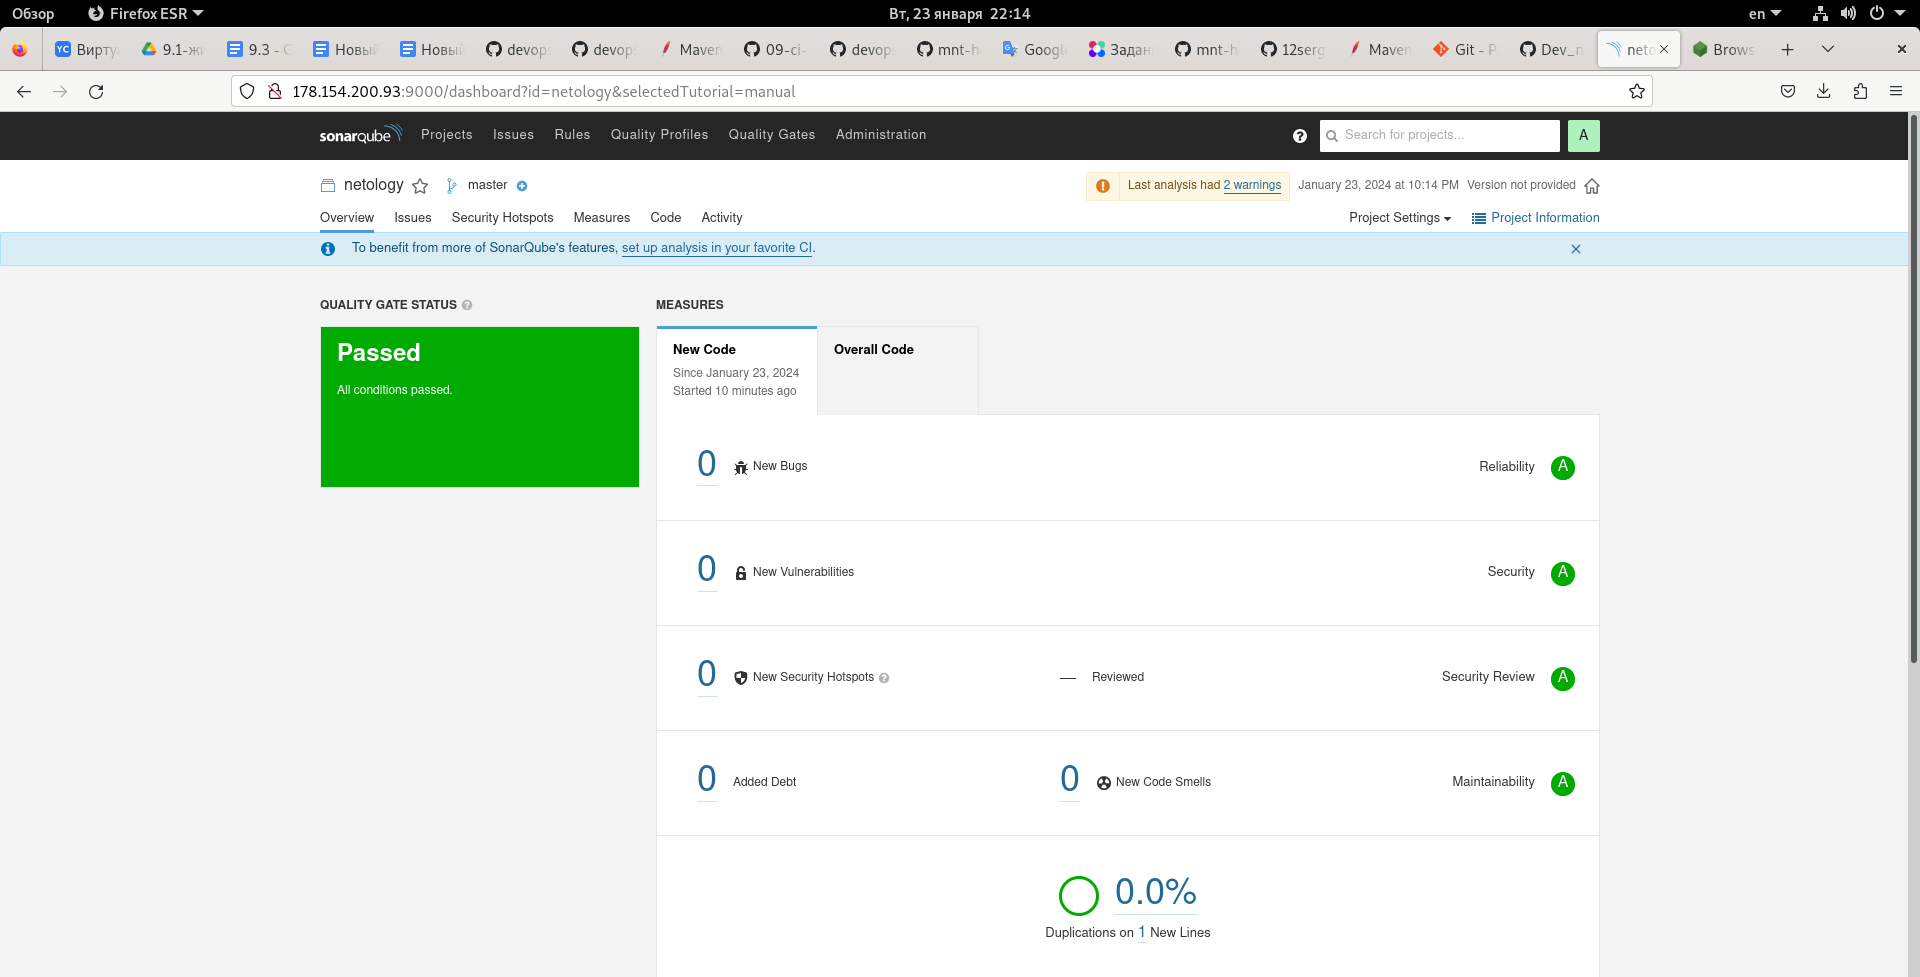 Обзор Firefox ESR Вт, 23 января 22:14 en
Вирту 9.1-жи 9.3 - G Новый Новый devops devops Maven 09-ci- devops mnt-h Google Задан mnt-h 12serg Maven Git - P Dev_n neto Brows
178.154.200.93:9000/dashboard?id=netology&selectedTutorial=manual
sonarqube Projects Issues Rules Quality Profiles Quality Gates Administration ? Search for projects... A
netology master Last analysis had 2 warnings January 23, 2024 at 10:14 PM Version not provided
Overview Issues Security Hotspots Measures Code Activity Project Settings Project Information
To benefit from more of SonarQube's features, set up analysis in your favorite CI.
QUALITY GATE STATUS ? MEASURES
Passed
All conditions passed.
New Code Overall Code
Since January 23, 2024
Started 10 minutes ago
0 New Bugs Reliability A
0 New Vulnerabilities Security A
0 New Security Hotspots ? — Reviewed Security Review A
0 Added Debt 0 New Code Smells Maintainability A
0.0%
Duplications on 1 New Lines